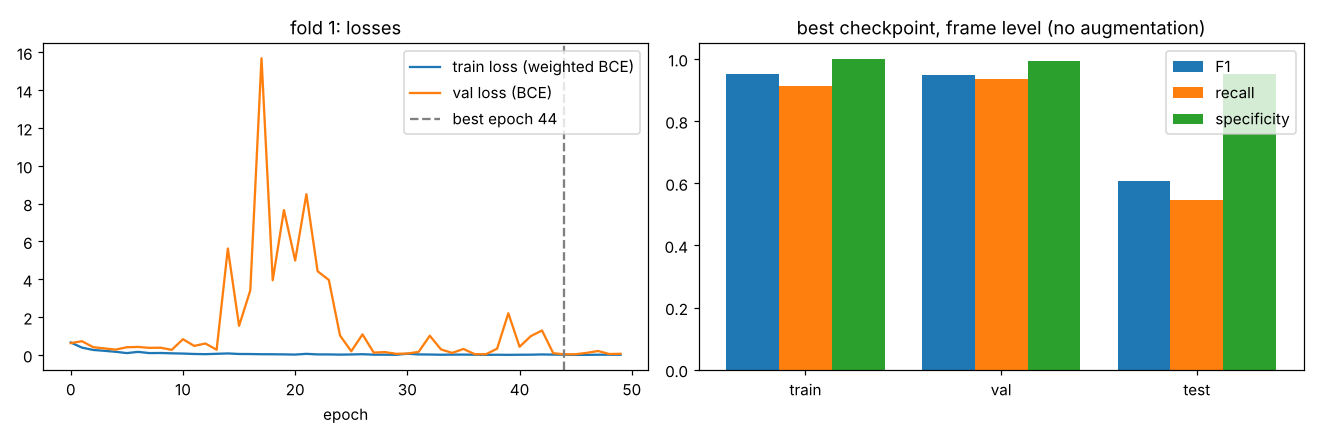 fold 1: losses
16
14
12
10
8
6
4
2
0
train loss (weighted BCE)
val loss (BCE)
best epoch 44
0 10 20 30 40 50
epoch
best checkpoint, frame level (no augmentation)
1.0
0.8
0.6
0.4
0.2
0.0
F1
recall
specificity
train val test